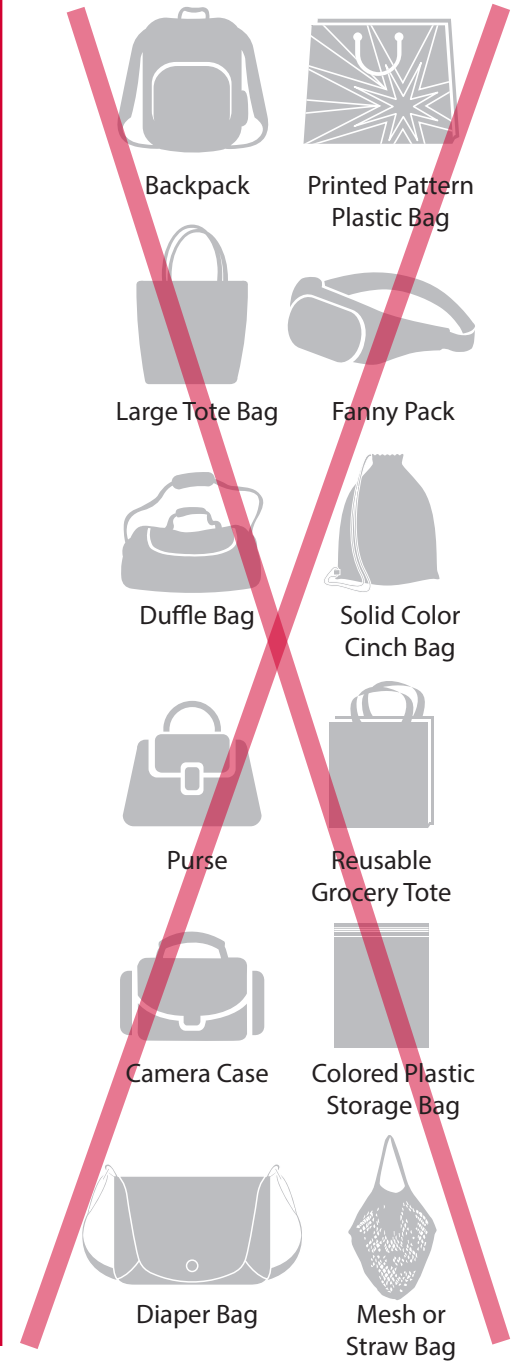 Backpack
Printed Pattern
Plastic Bag
Large Tote Bag
Fanny Pack
Duffle Bag
Solid Color
Cinch Bag
Purse
Reusable
Grocery Tote
Camera Case
Colored Plastic
Storage Bag
Diaper Bag
Mesh or
Straw Bag